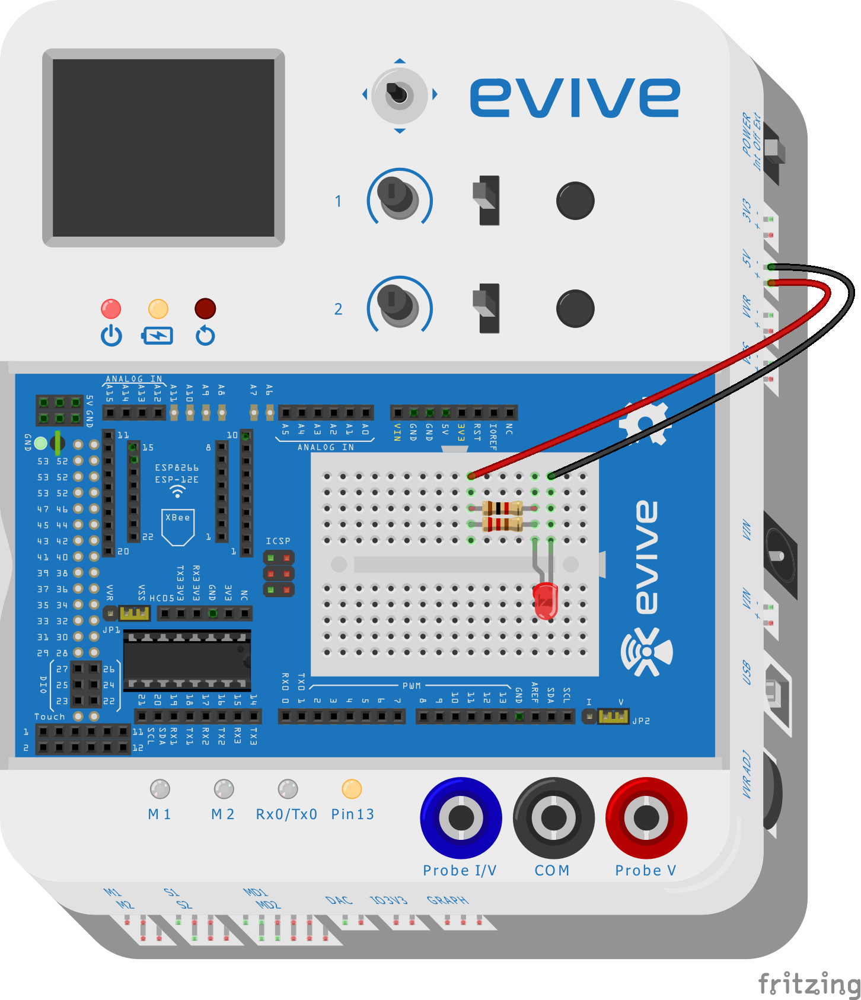 evive
POWER
Int Off Ext
1
3V3
- +
5V
- +
2
VVR
- +
- +
ANALOG IN
A15 A14 A13 A12 A11 A10 A9 A8 A7 A6
5V GND
A5 A4 A3 A2 A1 A0
ANALOG IN
VIN GND GND 5V 3V3 RST IOREF NC
GND
11
10
15
8
53 52
53 52
53 52
47 46
45 44
43 42
41 40
39 38
37 36
35 34
33 32
31 30
29 28
ESP8266
ESP-12E
XBee
22
1
20
1
ICSP
evive
VIN
VVR
VSS
HC05
TX3 3V3
RX3 3V3
GND
3V3
NC
JP1
VIN
- +
27 26
25 24
23 22
DIO
USB
RX0 0
TX0 1
PWM
2 3 4 5 6 7
8 9 10 11 12 13 GND AREF SDA SCL
I V
JP2
21 20 19 18 17 16 15 14
SCL SDA RX1 TX1 RX2 TX2 RX3 TX3
Touch
1 11
2 12
VVR ADJ
M1 M2 Rx0/Tx0 Pin13
Probe I/V COM Probe V
M1 S1 MD1 DAC IO3V3 GRAPH
M2 S2 MD2
fritzing